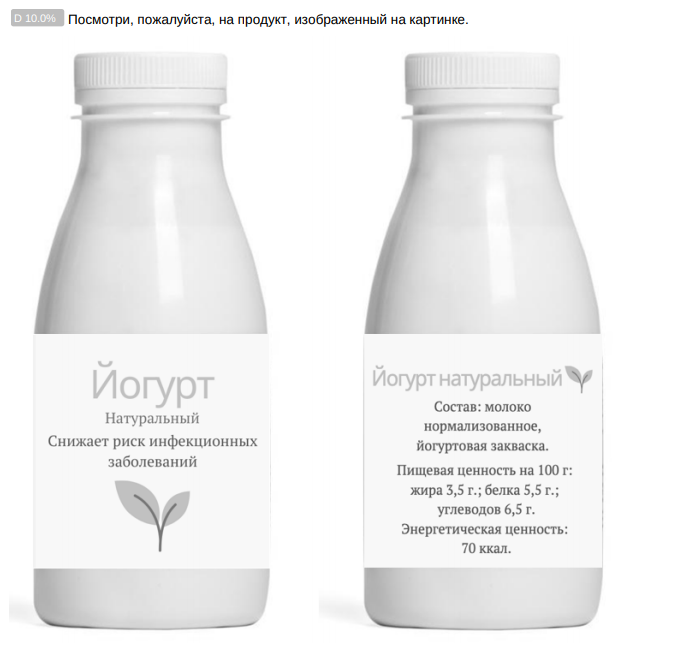 D 10.0% Посмотри, пожалуйста, на продукт, изображенный на картинке.
Йогурт
Натуральный
Снижает риск инфекционных
заболеваний
Йогурт натуральный
Состав: молоко
нормализованное,
йогуртовая закваска.
Пищевая ценность на 100 г:
жира 3,5 г.; белка 5,5 г.;
углеводов 6,5 г.
Энергетическая ценность:
70 ккал.